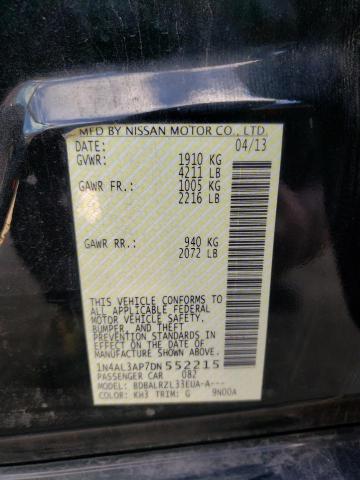 MFD BY NISSAN MOTOR CO., LTD.
DATE: 04/13
GVWR: 1910 KG
4211 LB
GAWR FR: 1005 KG
2216 LB
GAWR RR: 940 KG
2072 LB
THIS VEHICLE CONFORMS TO
ALL APPLICABLE FEDERAL
MOTOR VEHICLE SAFETY,
BUMPER, AND THEFT
PREVENTION STANDARDS IN
EFFECT ON THE DATE OF
MANUFACTURE SHOWN ABOVE.
1N4AL3AP7DN 552215
PASSENGER CAR 082
MODEL: BDBALRZL33EUA-A---
COLOR: KH3 TRIM: G 9N00A